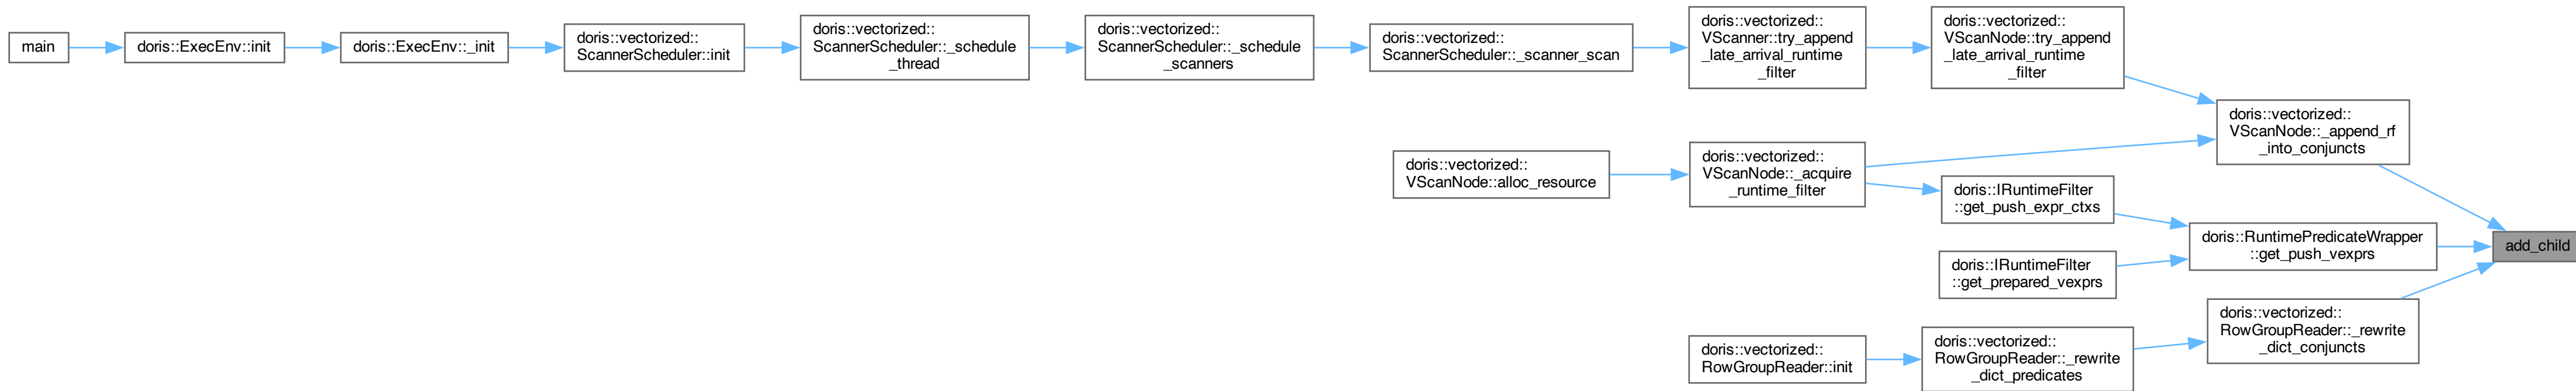 main
doris::ExecEnv::init
doris::ExecEnv::_init
doris::vectorized::
ScannerScheduler::init
doris::vectorized::
ScannerScheduler::_schedule
_thread
doris::vectorized::
ScannerScheduler::_schedule
_scanners
doris::vectorized::
ScannerScheduler::_scanner_scan
doris::vectorized::
VScanner::try_append
_late_arrival_runtime
_filter
doris::vectorized::
VScanNode::try_append
_late_arrival_runtime
_filter
doris::vectorized::
VScanNode::_append_rf
_into_conjuncts
doris::vectorized::
VScanNode::alloc_resource
doris::vectorized::
VScanNode::_acquire
_runtime_filter
doris::IRuntimeFilter
::get_push_expr_ctxs
doris::RuntimePredicateWrapper
::get_push_vexprs
add_child
doris::IRuntimeFilter
::get_prepared_vexprs
doris::vectorized::
RowGroupReader::_rewrite
_dict_conjuncts
doris::vectorized::
RowGroupReader::init
doris::vectorized::
RowGroupReader::_rewrite
_dict_predicates